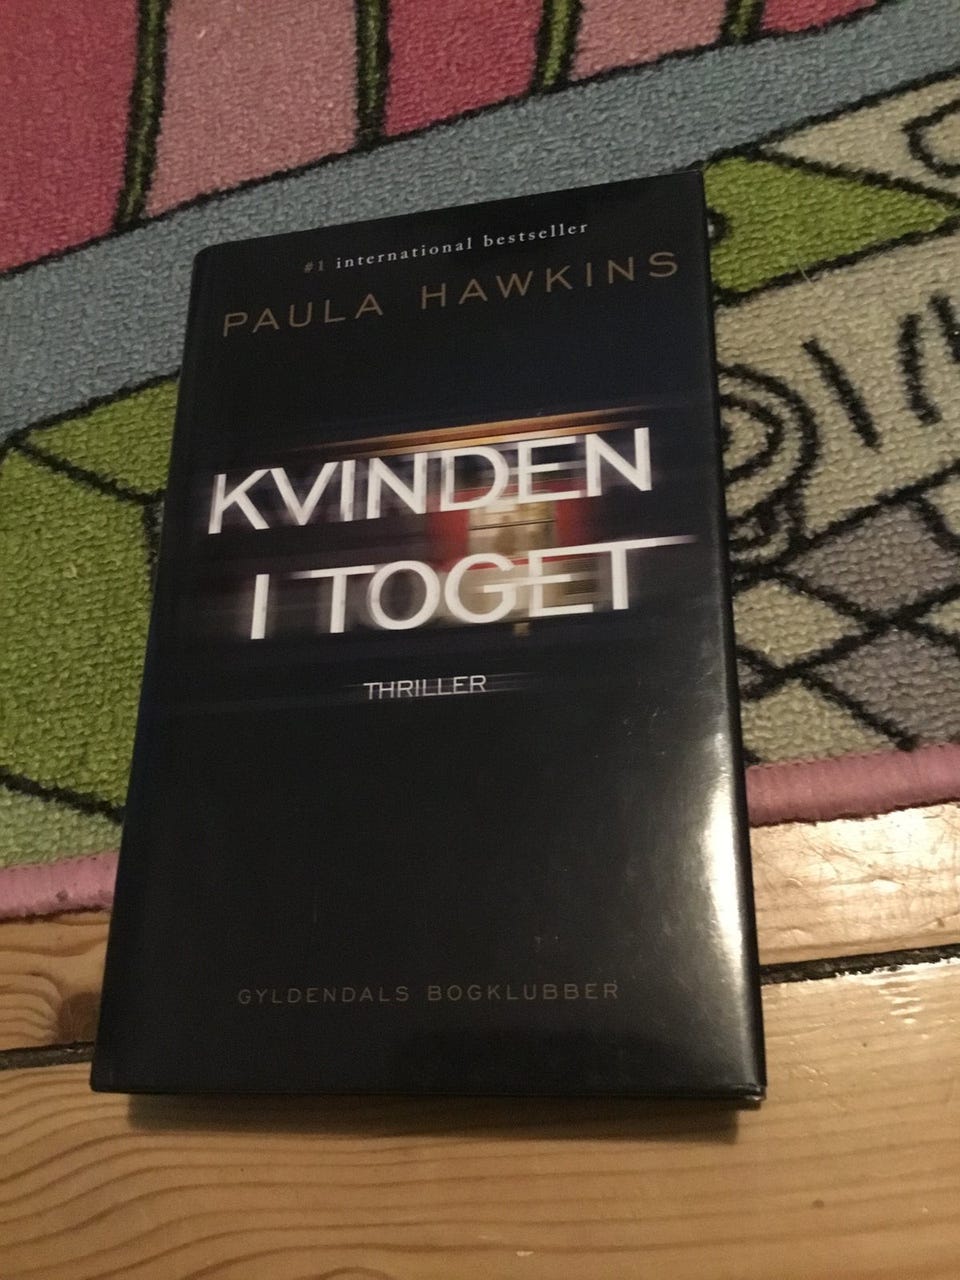 #1 international bestseller
PAULA HAWKINS
KVINDEN
I TOGET
THRILLER
GYLDENDALS BOGKLUBBER